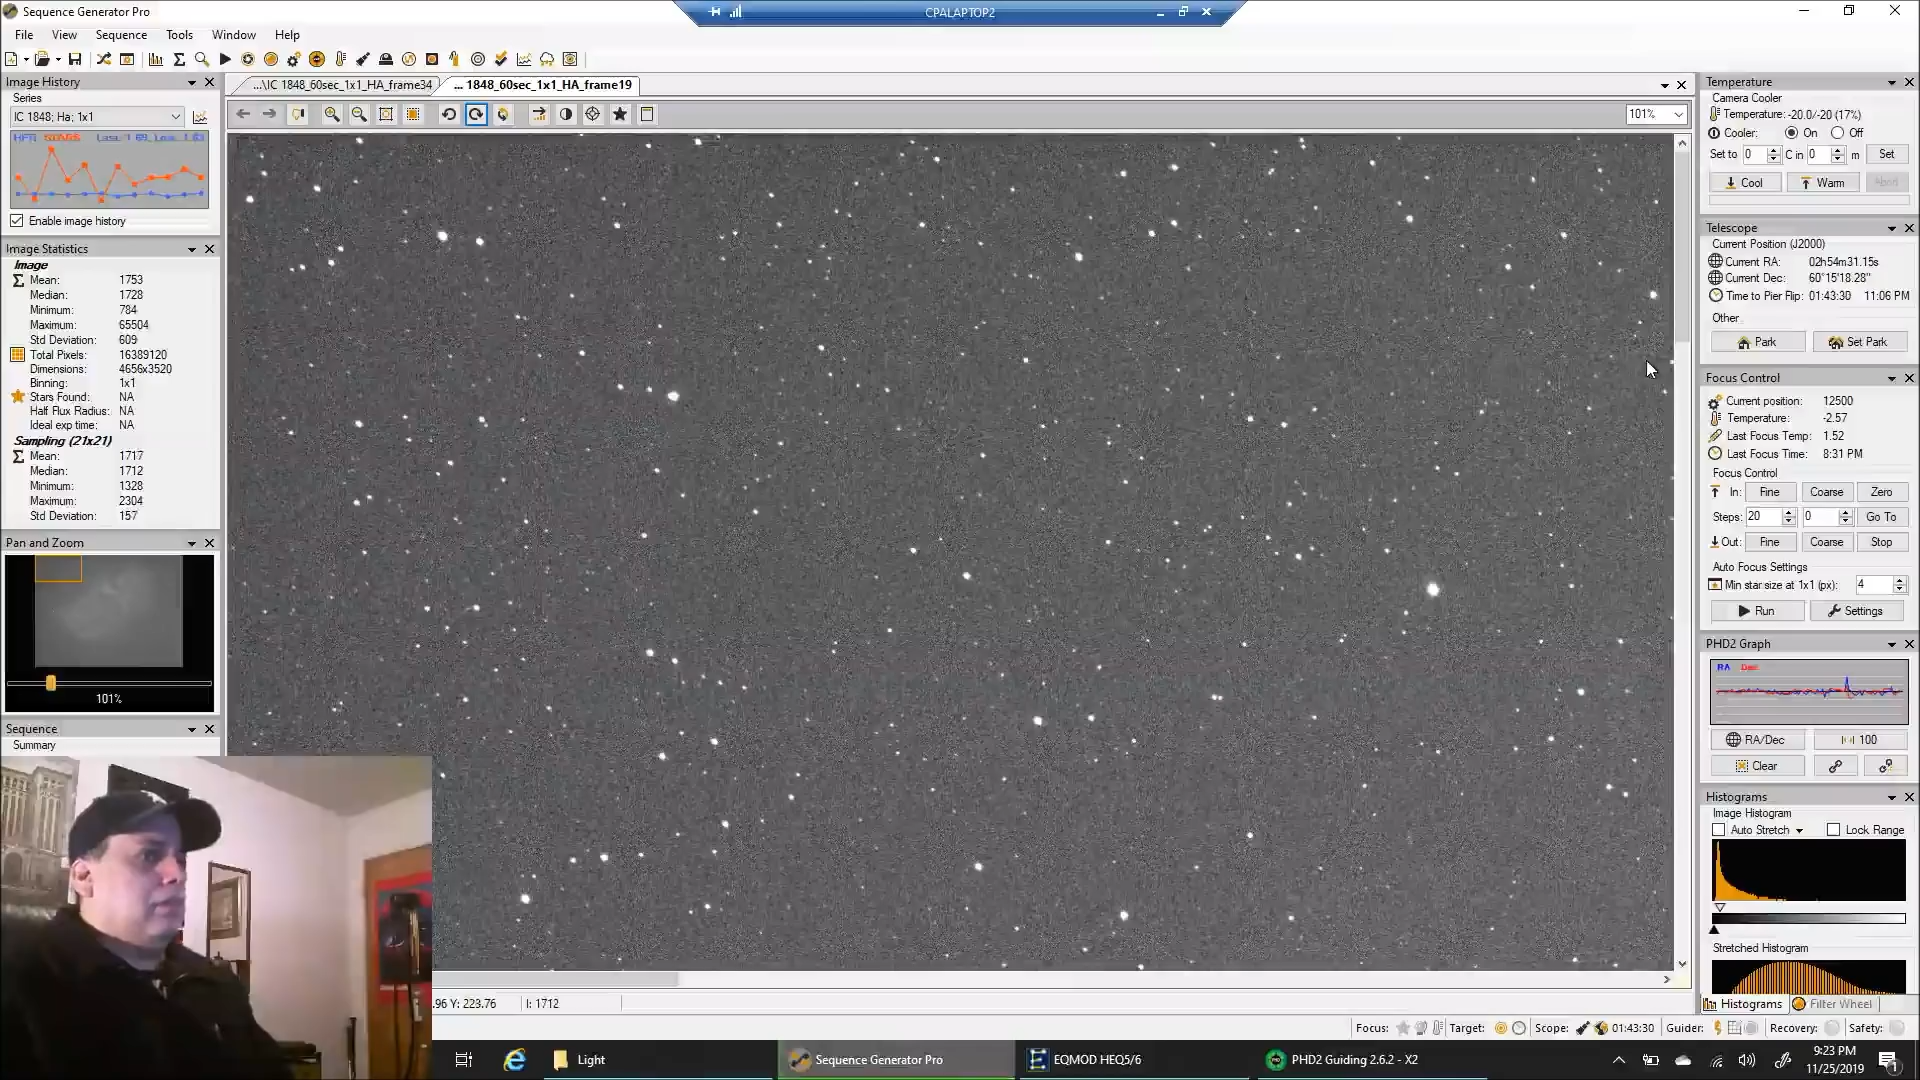 Sequence Generator Pro
CPALAPTOP2
File View Sequence Tools Window Help
Image History
Series
IC 1848; Ha; 1x1
HFR STARS
Enable image history
Image Statistics
Image
Mean: 1753
Median: 1728
Minimum: 784
Maximum: 65504
Std Deviation: 609
Total Pixels: 16389120
Dimensions: 4656x3520
Binning: 1x1
Stars Found: NA
Half Flux Radius: NA
Ideal exp time: NA
Sampling (21x21)
Mean: 1717
Median: 1712
Minimum: 1328
Maximum: 2304
Std Deviation: 157
Pan and Zoom
101%
Sequence
Summary
...\IC 1848_60sec_1x1_HA_frame34
... 1848_60sec_1x1_HA_frame19
101%
.96 Y: 223.76 I: 1712
Temperature
Camera Cooler
Temperature: -20.0/-20 (17%)
Cooler: On Off
Set to 0 C in 0 m Set
Cool Warm Abort
Telescope
Current Position (J2000)
Current RA: 02h54m31.15s
Current Dec: 60°15'18.28"
Time to Pier Flip: 01:43:30 11:06 PM
Other
Park Set Park
Focus Control
Current position: 12500
Temperature: -2.57
Last Focus Temp: 1.52
Last Focus Time: 8:31 PM
Focus Control
In: Fine Coarse Zero
Steps: 20 0 Go To
Out: Fine Coarse Stop
Auto Focus Settings
Min star size at 1x1 (px): 4
Run Settings
PHD2 Graph
RA Dec
RA/Dec 100
Clear
Histograms
Image Histogram
Auto Stretch Lock Range
Stretched Histogram
Histograms Filter Wheel
Focus: Target: Scope: 01:43:30 Guider: Recovery: Safety:
Light
Sequence Generator Pro
EQMOD HEQ5/6
PHD2 Guiding 2.6.2 - X2
9:23 PM
11/25/2019
1